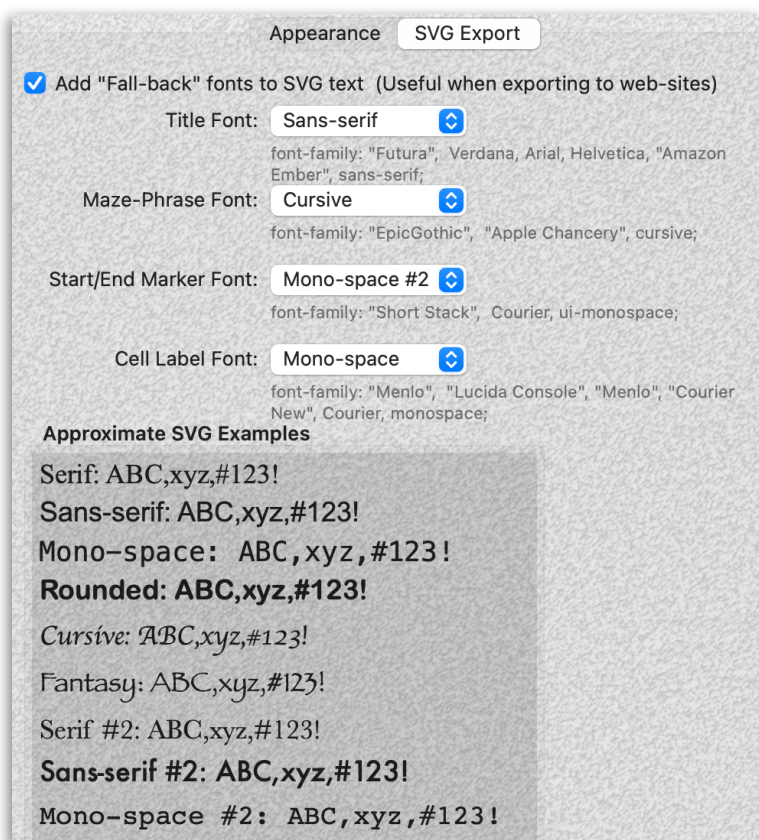 Appearance SVG Export
Add "Fall-back" fonts to SVG text (Useful when exporting to web-sites)
Title Font: Sans-serif
font-family: "Futura", Verdana, Arial, Helvetica, "Amazon
Ember", sans-serif;
Maze-Phrase Font: Cursive
font-family: "EpicGothic", "Apple Chancery", cursive;
Start/End Marker Font: Mono-space #2
font-family: "Short Stack", Courier, ui-monospace;
Cell Label Font: Mono-space
font-family: "Menlo", "Lucida Console", "Menlo", "Courier
New", Courier, monospace;
Approximate SVG Examples
Serif: ABC,xyz,#123!
Sans-serif: ABC,xyz,#123!
Mono-space: ABC,xyz,#123!
Rounded: ABC,xyz,#123!
Cursive: ABC,xyz,#123!
Fantasy: ABC,xyz,#123!
Serif #2: ABC,xyz,#123!
Sans-serif #2: ABC,xyz,#123!
Mono-space #2: ABC,xyz,#123!